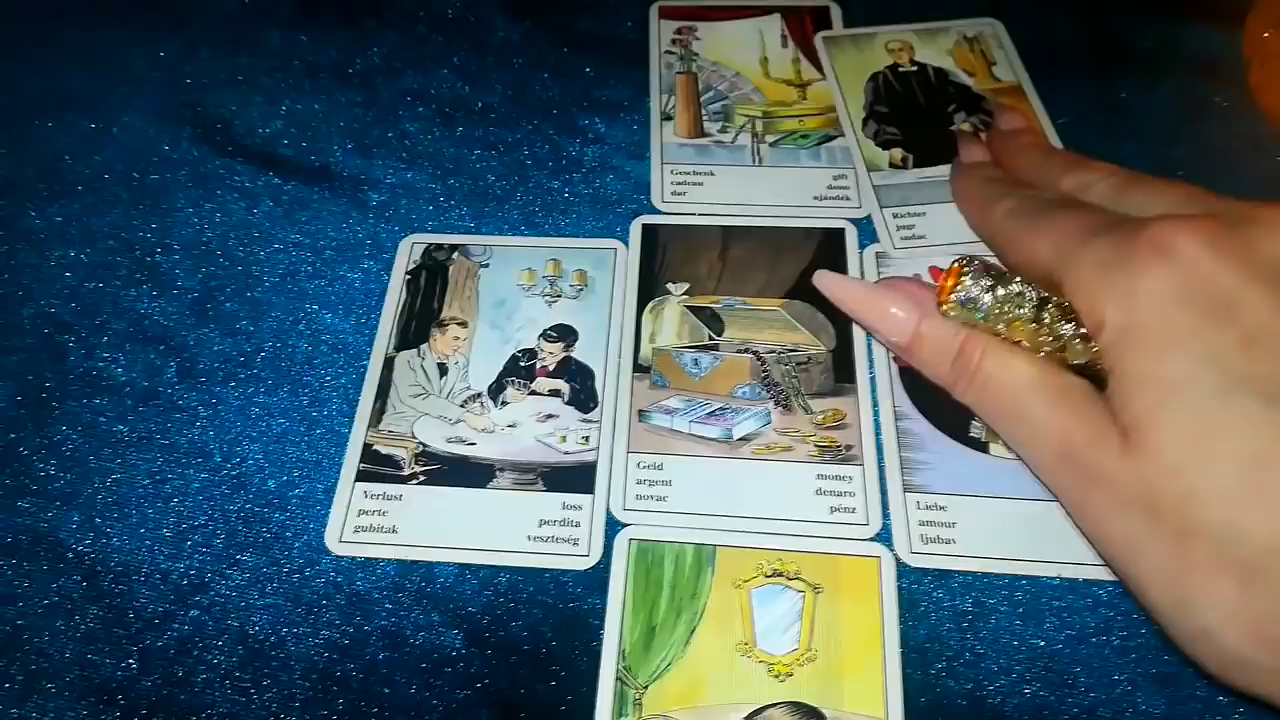 Geschenk
cadeau
dar
gift
dono
ajándék
Richter
juge
sudac
Verlust
perte
gubitak
loss
perdita
veszteség
Geld
argent
novac
money
denaro
pénz
Liebe
amour
ljubav